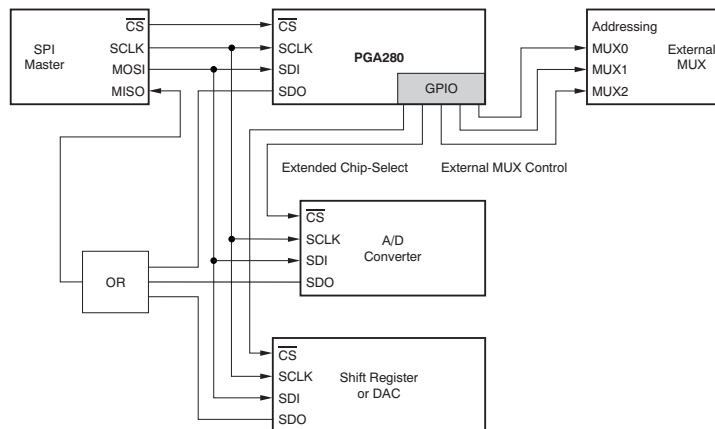 SPI
Master
CS
SCLK
MOSI
MISO
CS
SCLK
SDI
SDO
PGA280
GPIO
Addressing
MUX0
MUX1
MUX2
External
MUX
Extended Chip-Select
External MUX Control
CS
SCLK
SDI
SDO
A/D
Converter
OR
CS
SCLK
SDI
SDO
Shift Register
or DAC